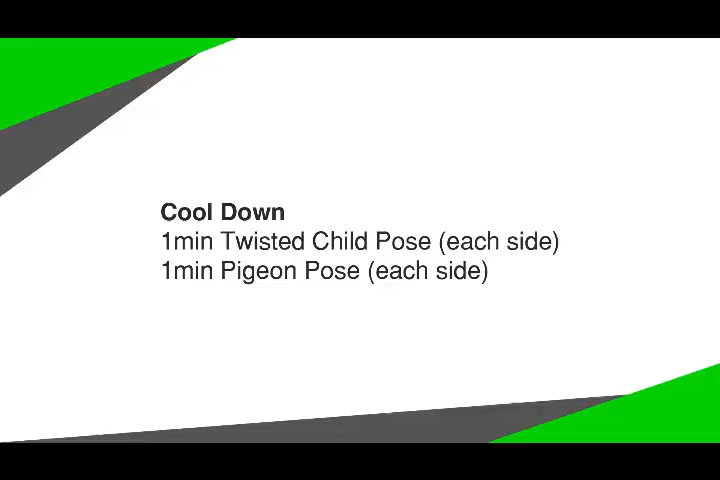 Cool Down
1min Twisted Child Pose (each side)
1min Pigeon Pose (each side)